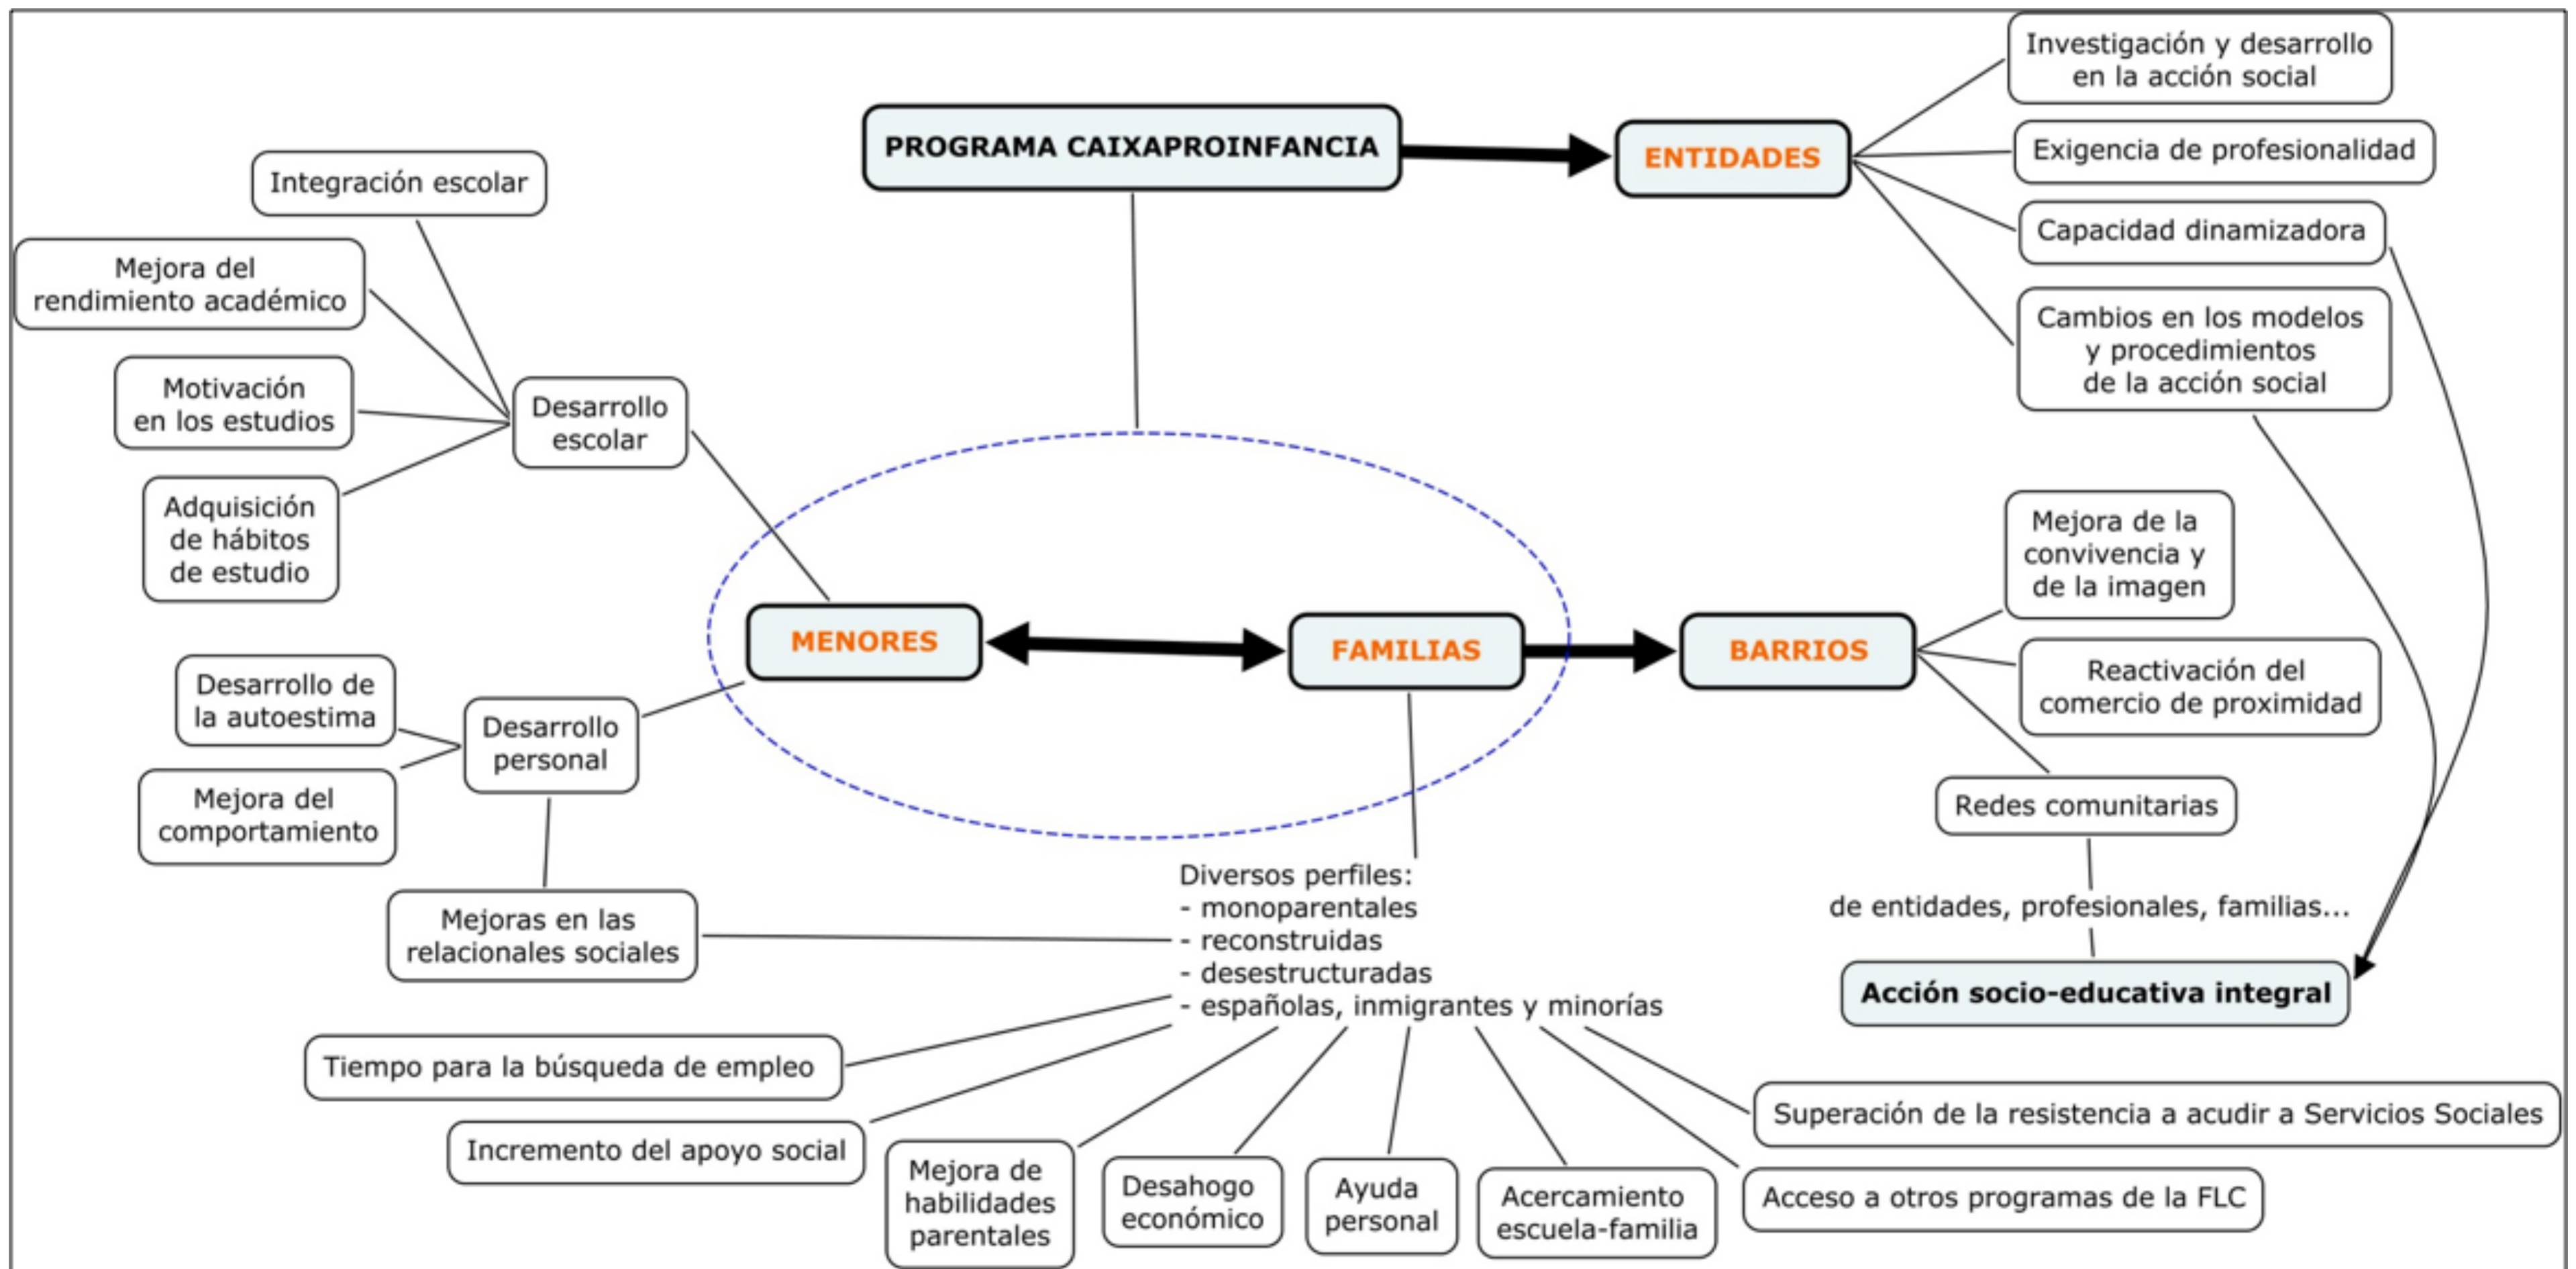 PROGRAMA CAIXAPROINFANCIA
ENTIDADES
Investigación y desarrollo
en la acción social
Exigencia de profesionalidad
Capacidad dinamizadora
Cambios en los modelos
y procedimientos
de la acción social
Integración escolar
Mejora del
rendimiento académico
Motivación
en los estudios
Adquisición
de hábitos
de estudio
Desarrollo
escolar
MENORES
FAMILIAS
BARRIOS
Mejora de la
convivencia y
de la imagen
Reactivación del
comercio de proximidad
Redes comunitarias
de entidades, profesionales, familias...
Acción socio-educativa integral
Desarrollo de
la autoestima
Mejora del
comportamiento
Desarrollo
personal
Mejoras en las
relacionales sociales
Diversos perfiles:
- monoparentales
- reconstruidas
- desestructuradas
- españolas, inmigrantes y minorías
Tiempo para la búsqueda de empleo
Incremento del apoyo social
Mejora de
habilidades
parentales
Desahogo
económico
Ayuda
personal
Acercamiento
escuela-familia
Acceso a otros programas de la FLC
Superación de la resistencia a acudir a Servicios Sociales